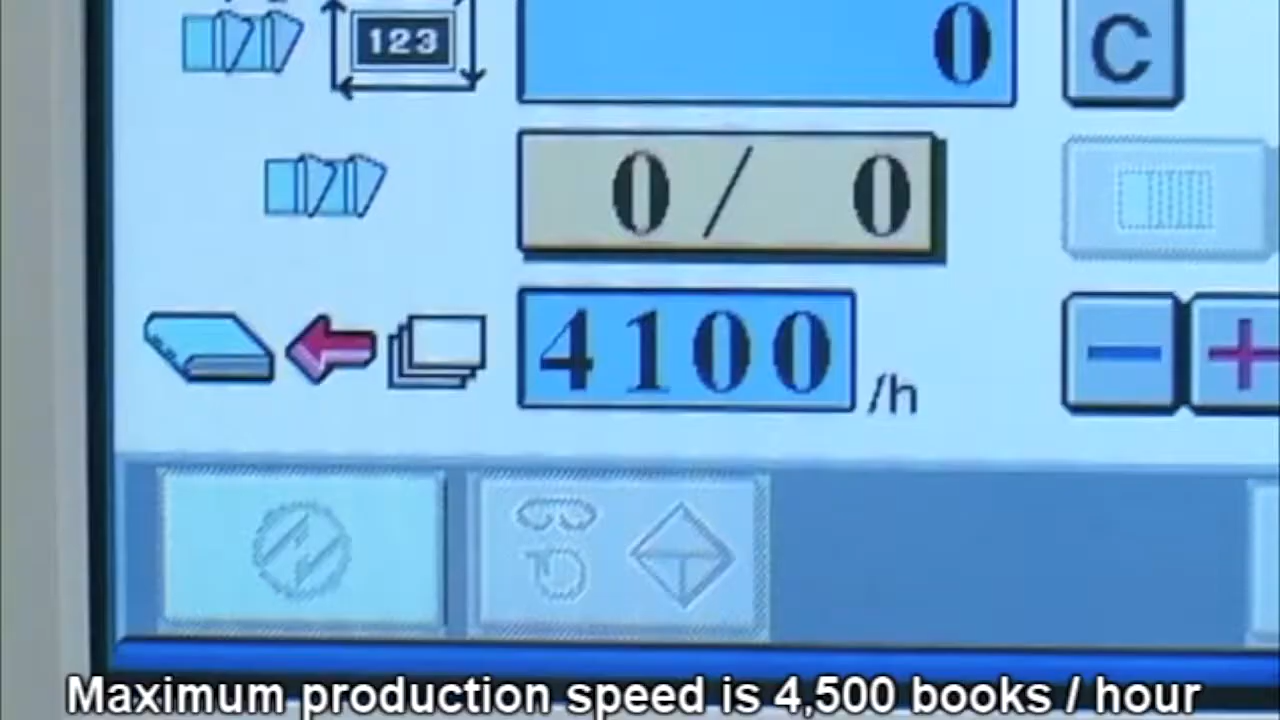 123
0
C
0 / 0
4100 /h
− +
Maximum production speed is 4,500 books / hour